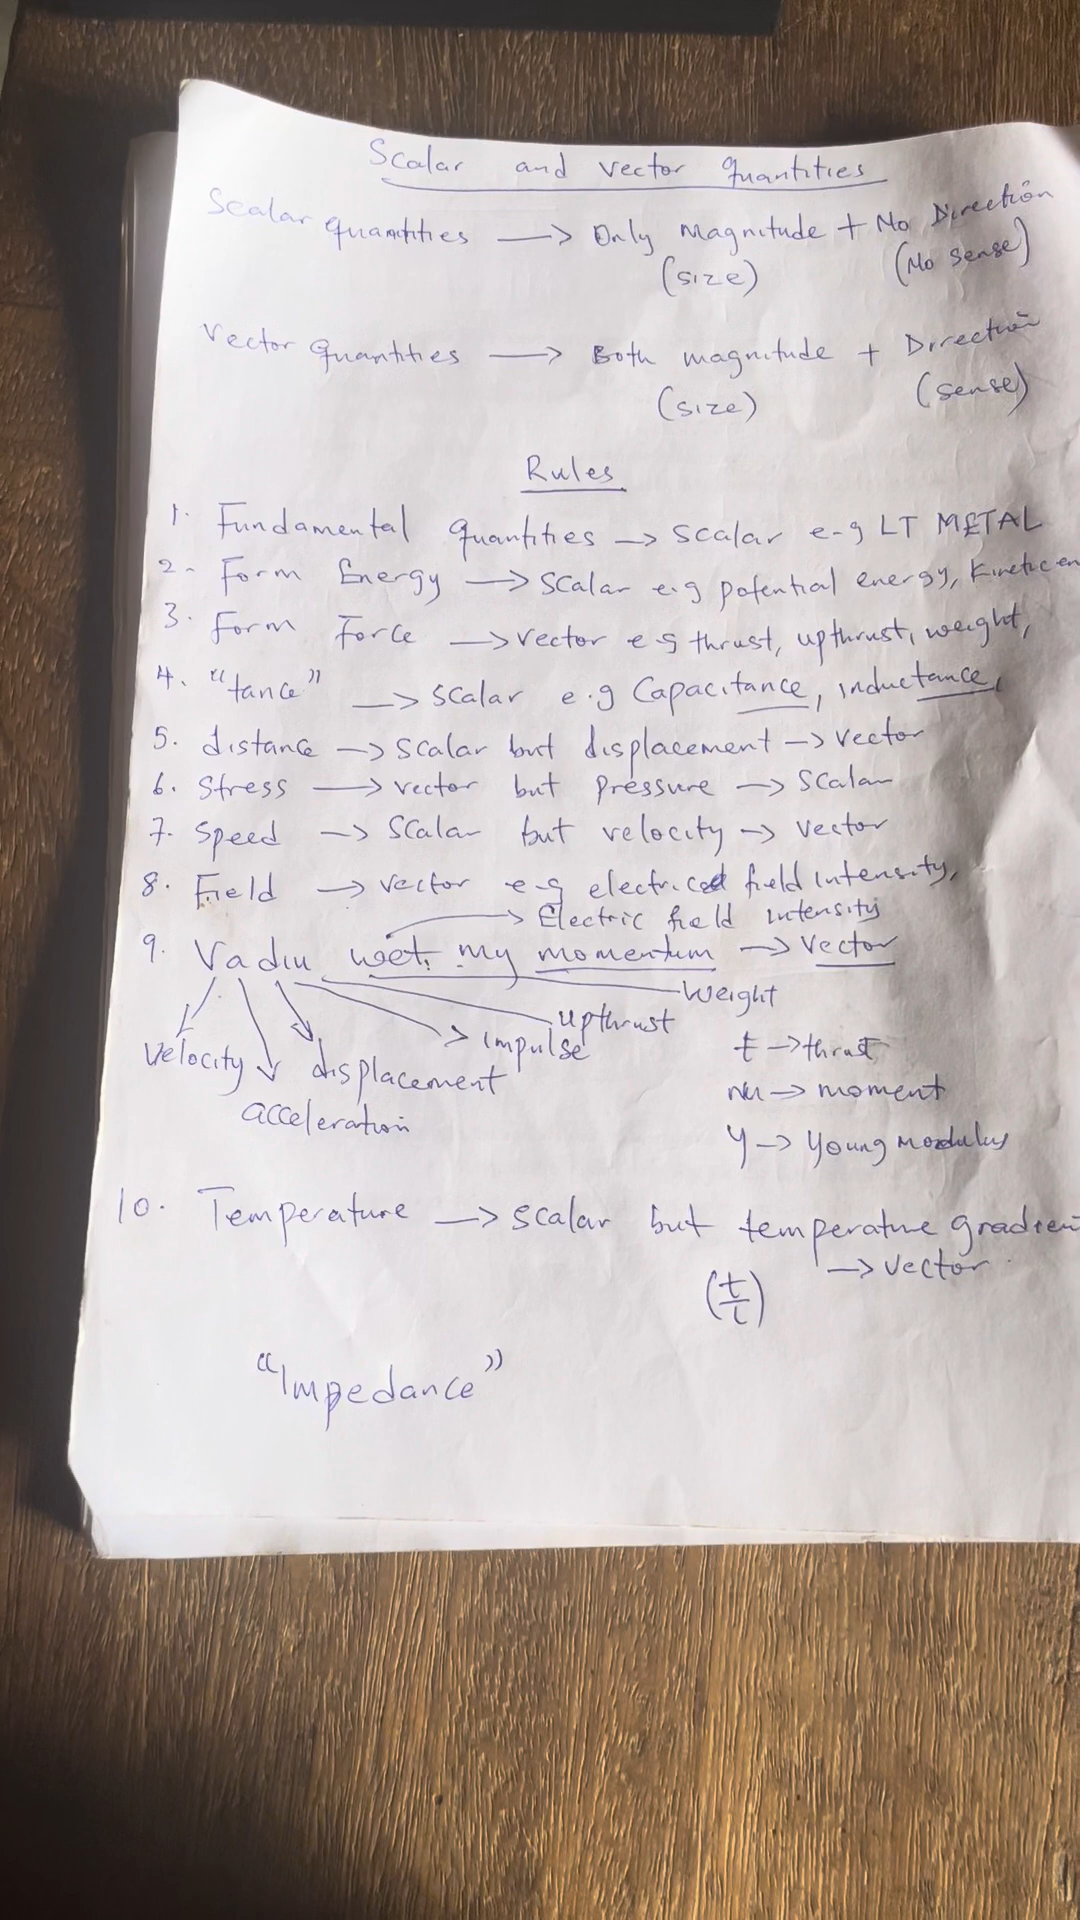 Scalar and vector quantities
Scalar quantities → Only magnitude + No Direction
(size) (No sense)
Vector quantities → Both magnitude + Direction
(size) (sense)
Rules
1. Fundamental quantities → scalar e-g LT METAL
2. Form Energy → scalar e.g potential energy, Kinetic en
3. Form Force → vector e g thrust, upthrust, weight,
4. "tance" → scalar e.g Capacitance, inductance,
5. distance → scalar but displacement → vector
6. Stress → vector but pressure → scalar
7. Speed → scalar but velocity → vector
8. Field → vector e-g electrical field intensity,
→ Electric field intensity
9. Vadiu wet. my momentum → vector
Weight
upthrust
impulse
Velocity displacement
acceleration
t → thrust
m → moment
Y → Young modulus
10. Temperature → scalar but temperature gradient
→ vector
(t/l)
"Impedance"